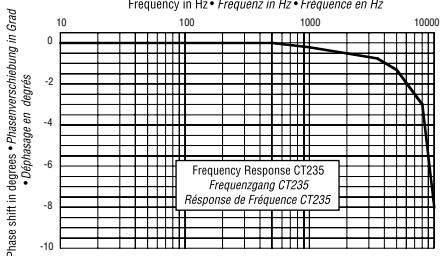 Frequency in Hz • Frequenz in Hz • Fréquence en Hz
10 100 1000 10000
Phase shift in degrees • Phasenverschiebung in Grad
• Déphasage en degrés
0
-2
-4
-6
-8
-10
Frequency Response CT235
Frequenzgang CT235
Résponse de Fréquence CT235